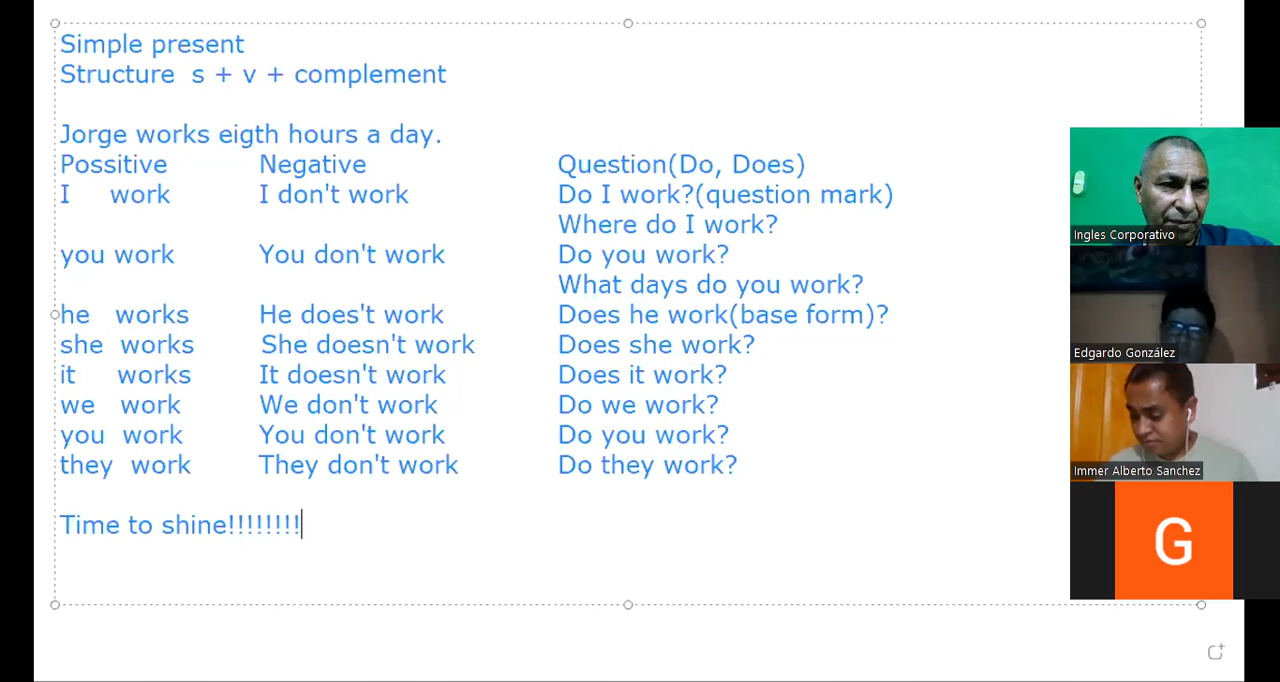 Simple present
Structure s + v + complement
Jorge works eigth hours a day.
Possitive Negative Question(Do, Does)
I work I don't work Do I work?(question mark)
Where do I work?
you work You don't work Do you work?
What days do you work?
he works He does't work Does he work(base form)?
she works She doesn't work Does she work?
it works It doesn't work Does it work?
we work We don't work Do we work?
you work You don't work Do you work?
they work They don't work Do they work?
Time to shine!!!!!!!!
Ingles Corporativo
Edgardo González
Immer Alberto Sanchez
G